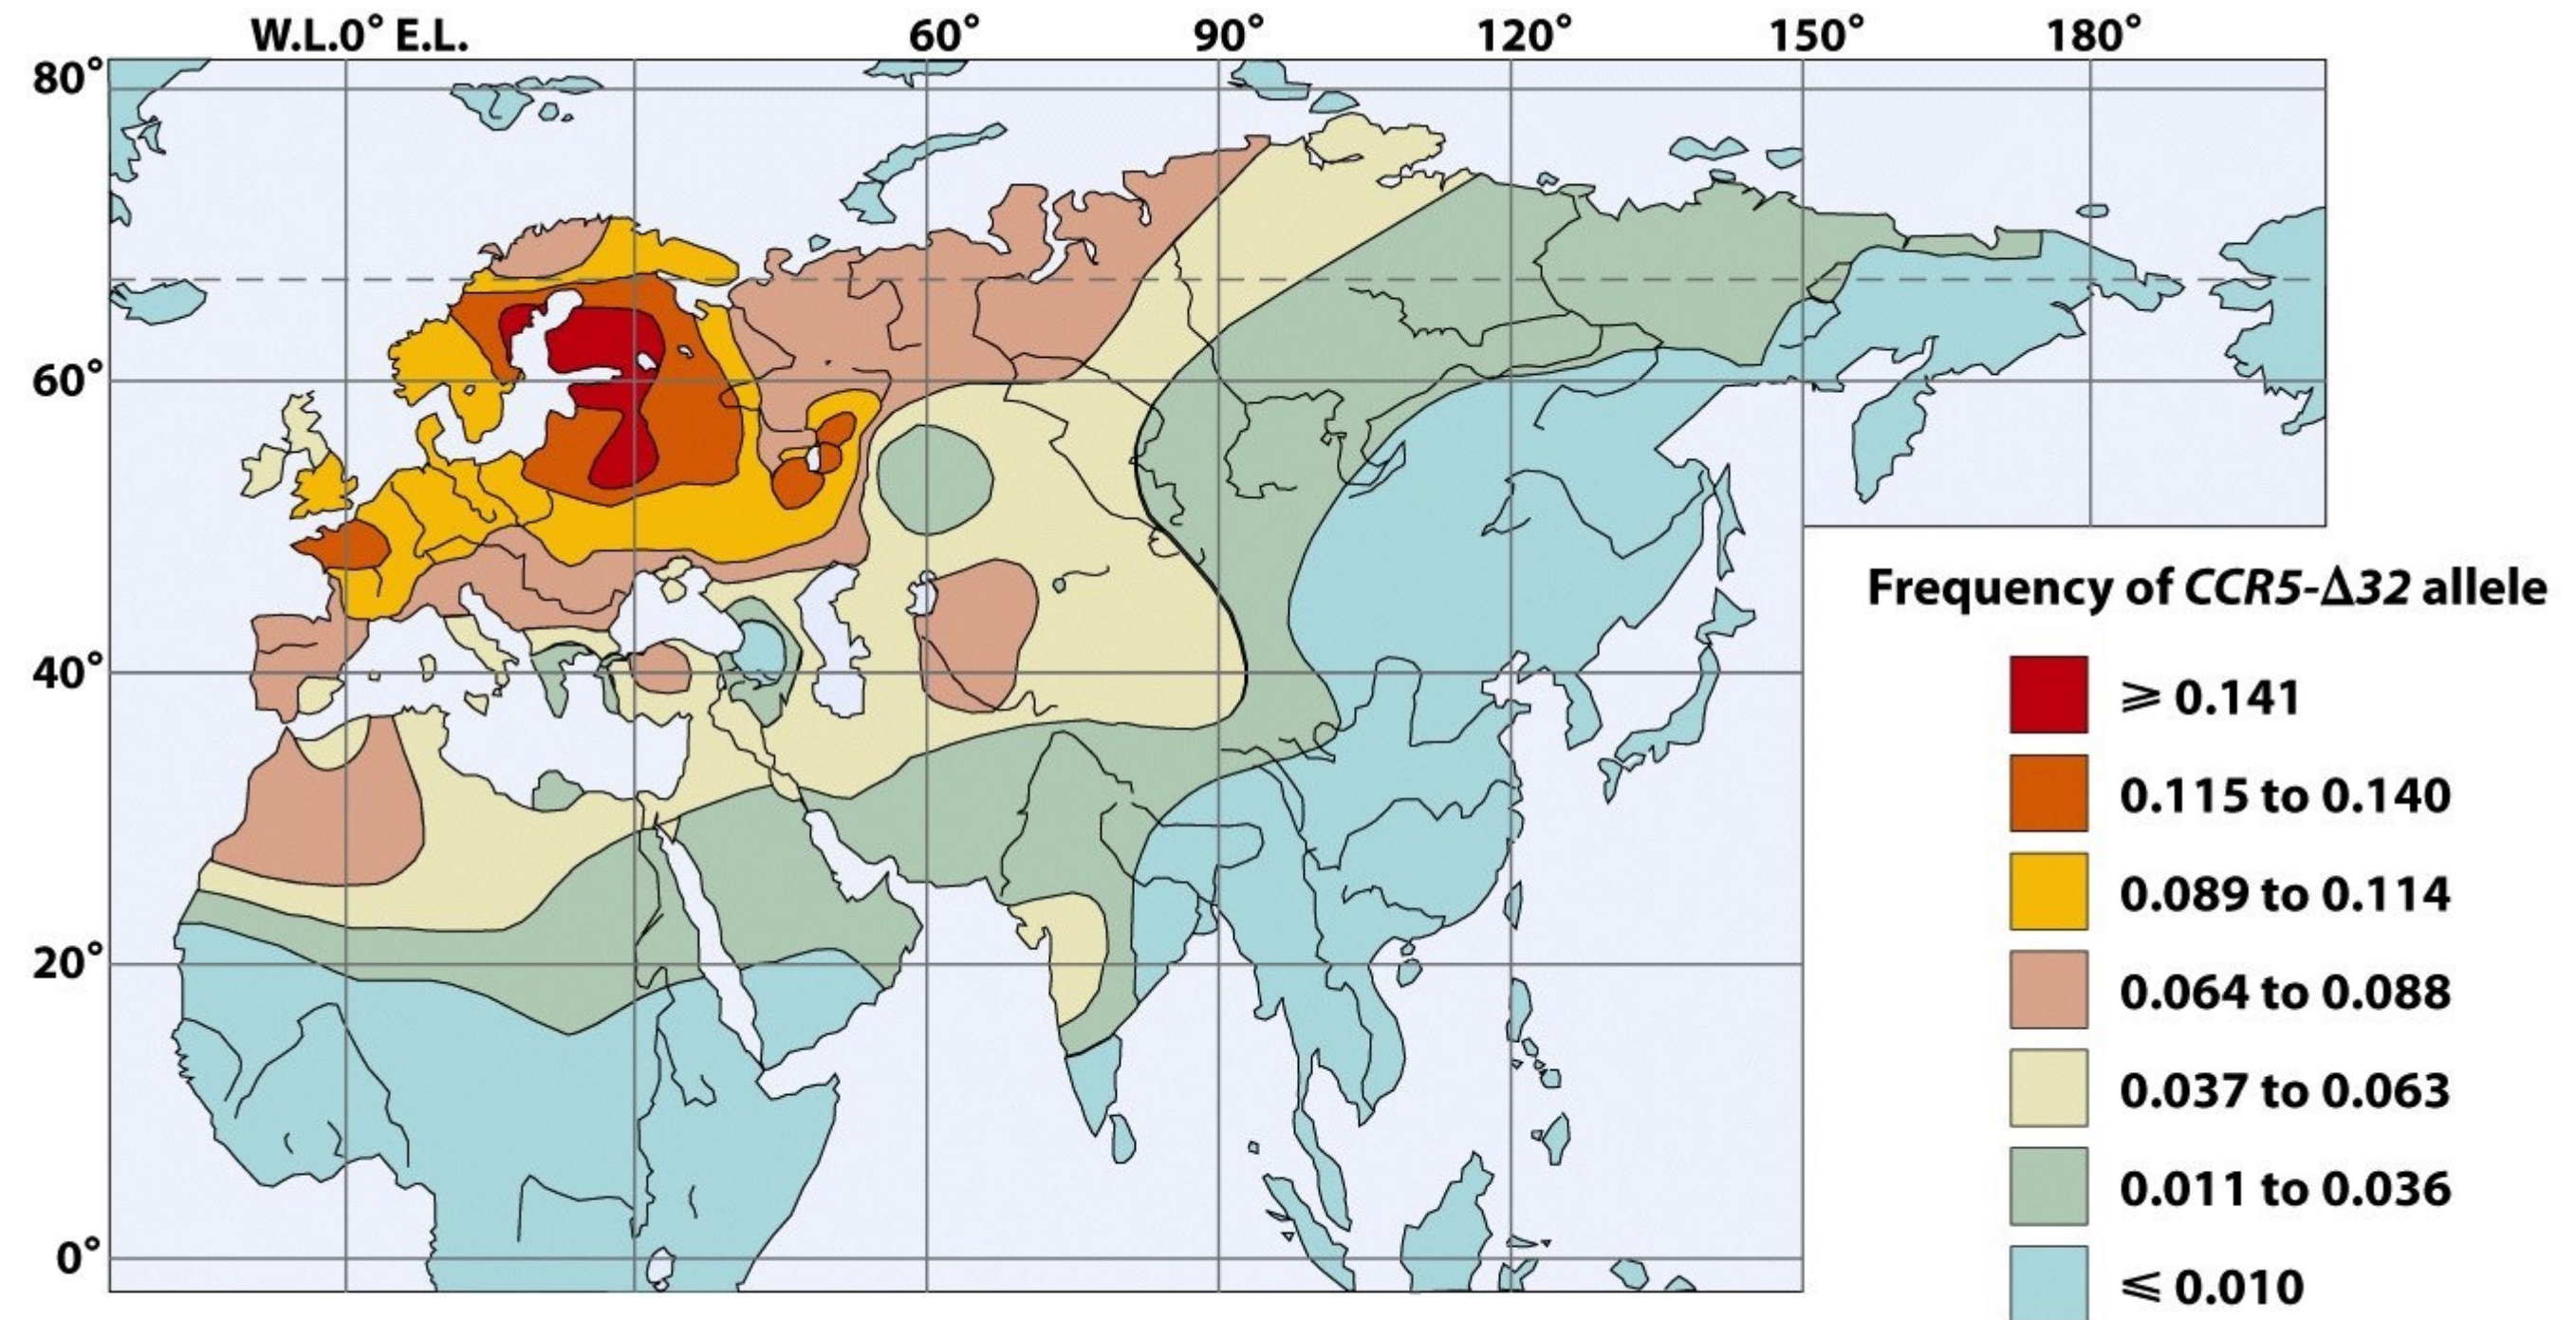 W.L.0° E.L. 60° 90° 120° 150° 180°
80°
60°
40°
20°
0°
Frequency of CCR5-Δ32 allele
⩾ 0.141
0.115 to 0.140
0.089 to 0.114
0.064 to 0.088
0.037 to 0.063
0.011 to 0.036
⩽ 0.010